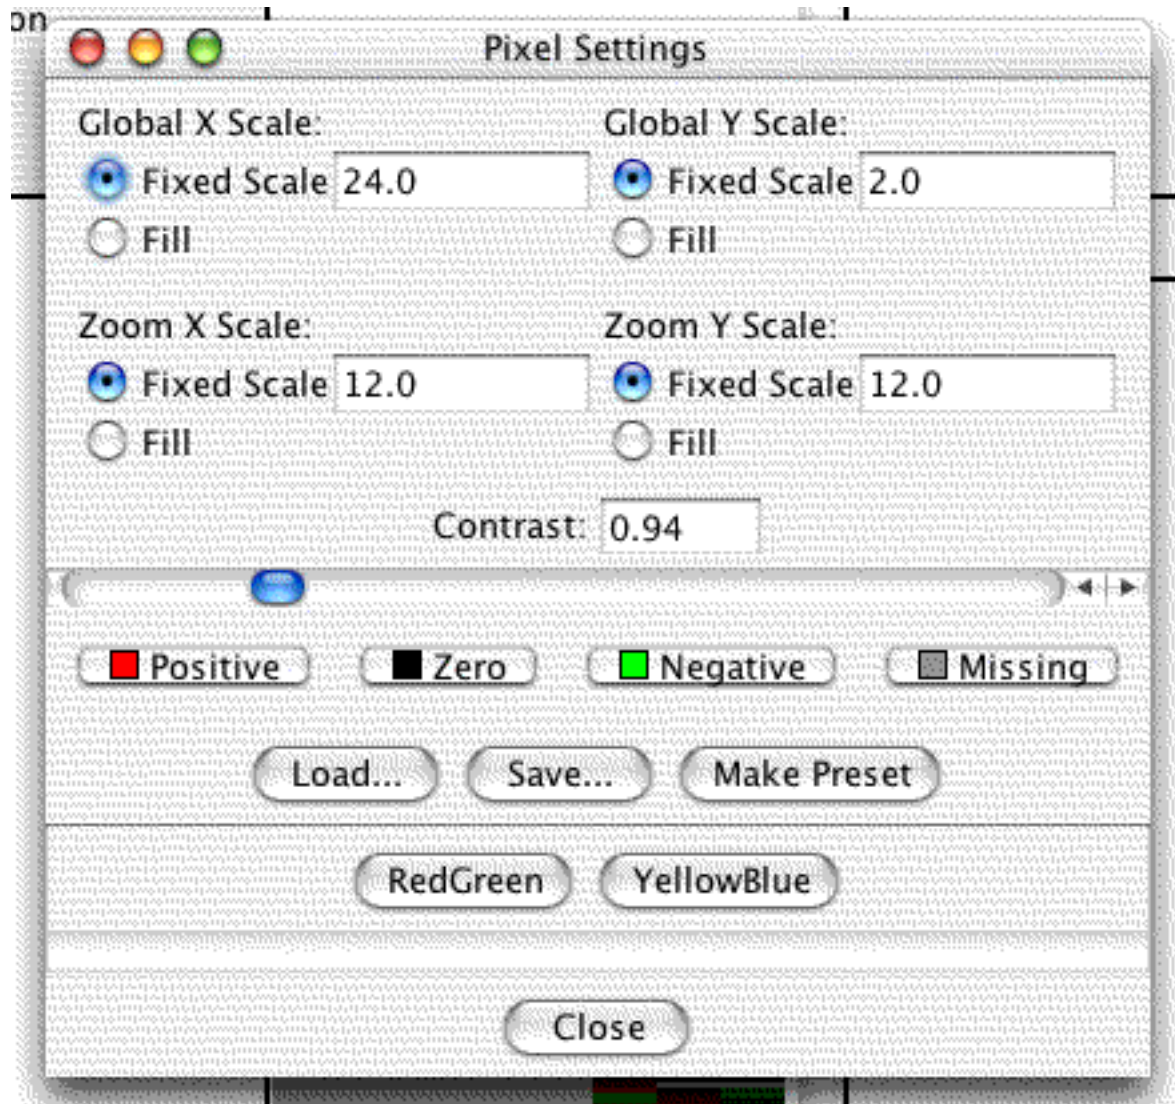 on
Pixel Settings
Global X Scale: Global Y Scale:
Fixed Scale 24.0 Fixed Scale 2.0
Fill Fill
Zoom X Scale: Zoom Y Scale:
Fixed Scale 12.0 Fixed Scale 12.0
Fill Fill
Contrast: 0.94
Positive Zero Negative Missing
Load... Save... Make Preset
RedGreen YellowBlue
Close